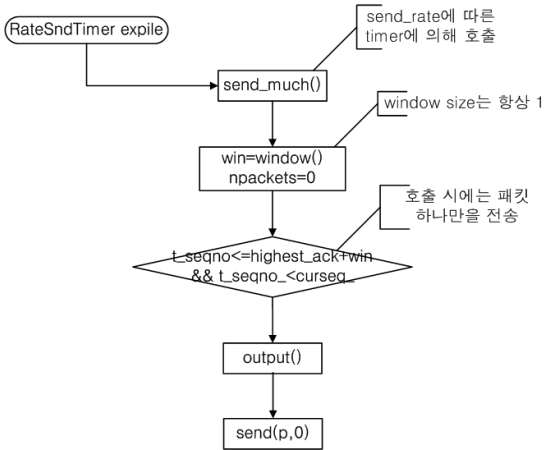 RateSndTimer expile
send_rate에 따른
timer에 의해 호출
send_much()
window size는 항상 1
win=window()
npackets=0
호출 시에는 패킷
하나만을 전송
t_seqno<=highest_ack+win
&& t_seqno_<curseq_
output()
send(p,0)